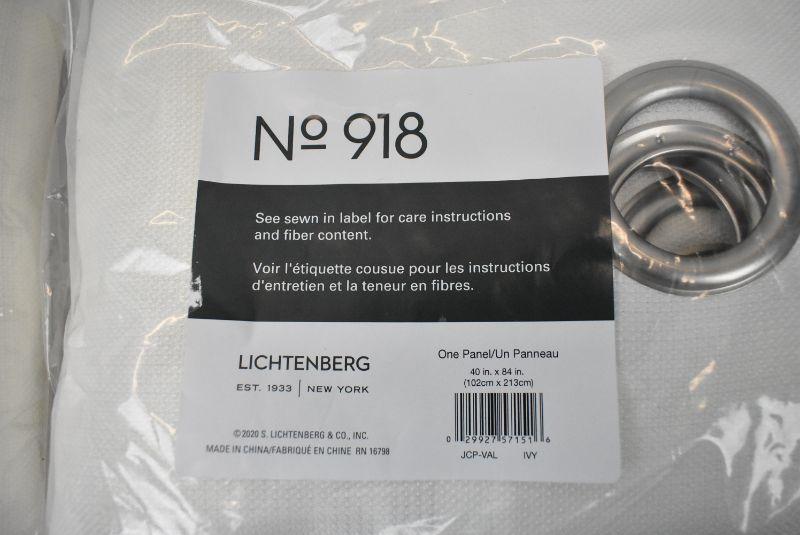 Nº 918
See sewn in label for care instructions
and fiber content.
Voir l'étiquette cousue pour les instructions
d'entretien et la teneur en fibres.
LICHTENBERG
EST. 1933 | NEW YORK
©2020 S. LICHTENBERG & CO., INC.
MADE IN CHINA/FABRIQUÉ EN CHINE RN 16798
One Panel/Un Panneau
40 in. x 84 in.
(102cm x 213cm)
0 29927 57151 6
JCP-VAL IVY